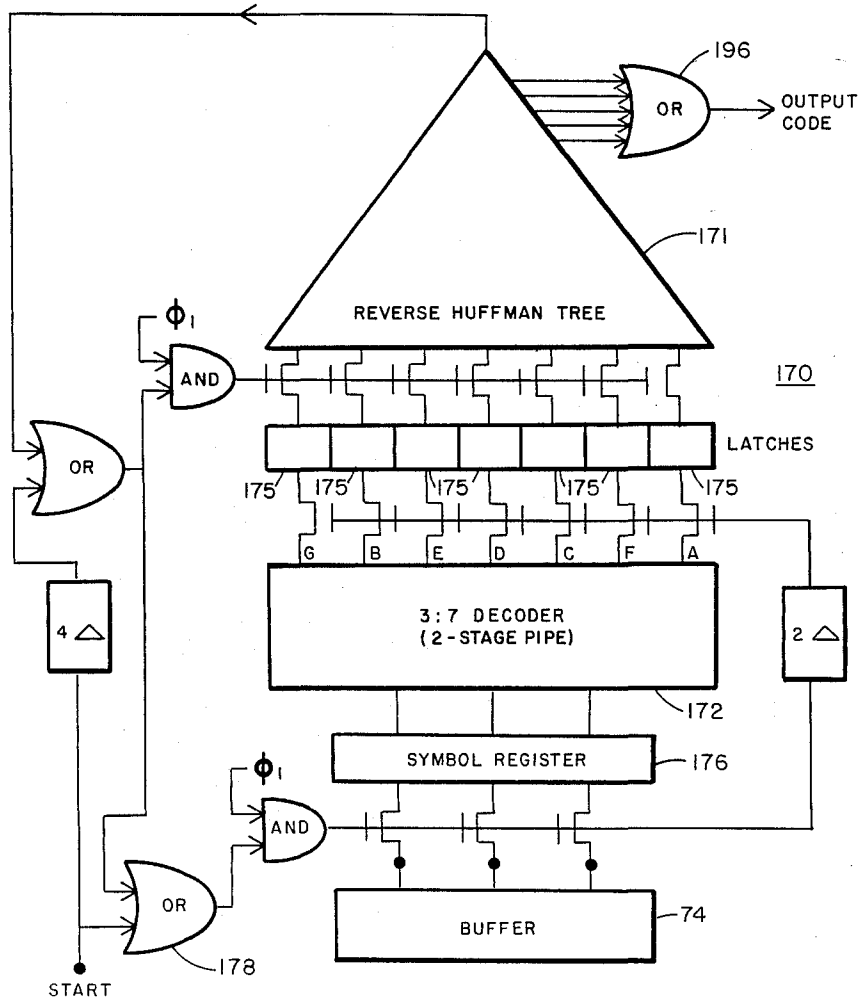 196
OR
OUTPUT
CODE
171
REVERSE HUFFMAN TREE
ϕ1
AND
170
OR
LATCHES
175 175 175 175 175
G B E D C F A
4 △
3:7 DECODER
(2-STAGE PIPE)
2 △
172
SYMBOL REGISTER
176
ϕ1
AND
OR
BUFFER
74
178
START